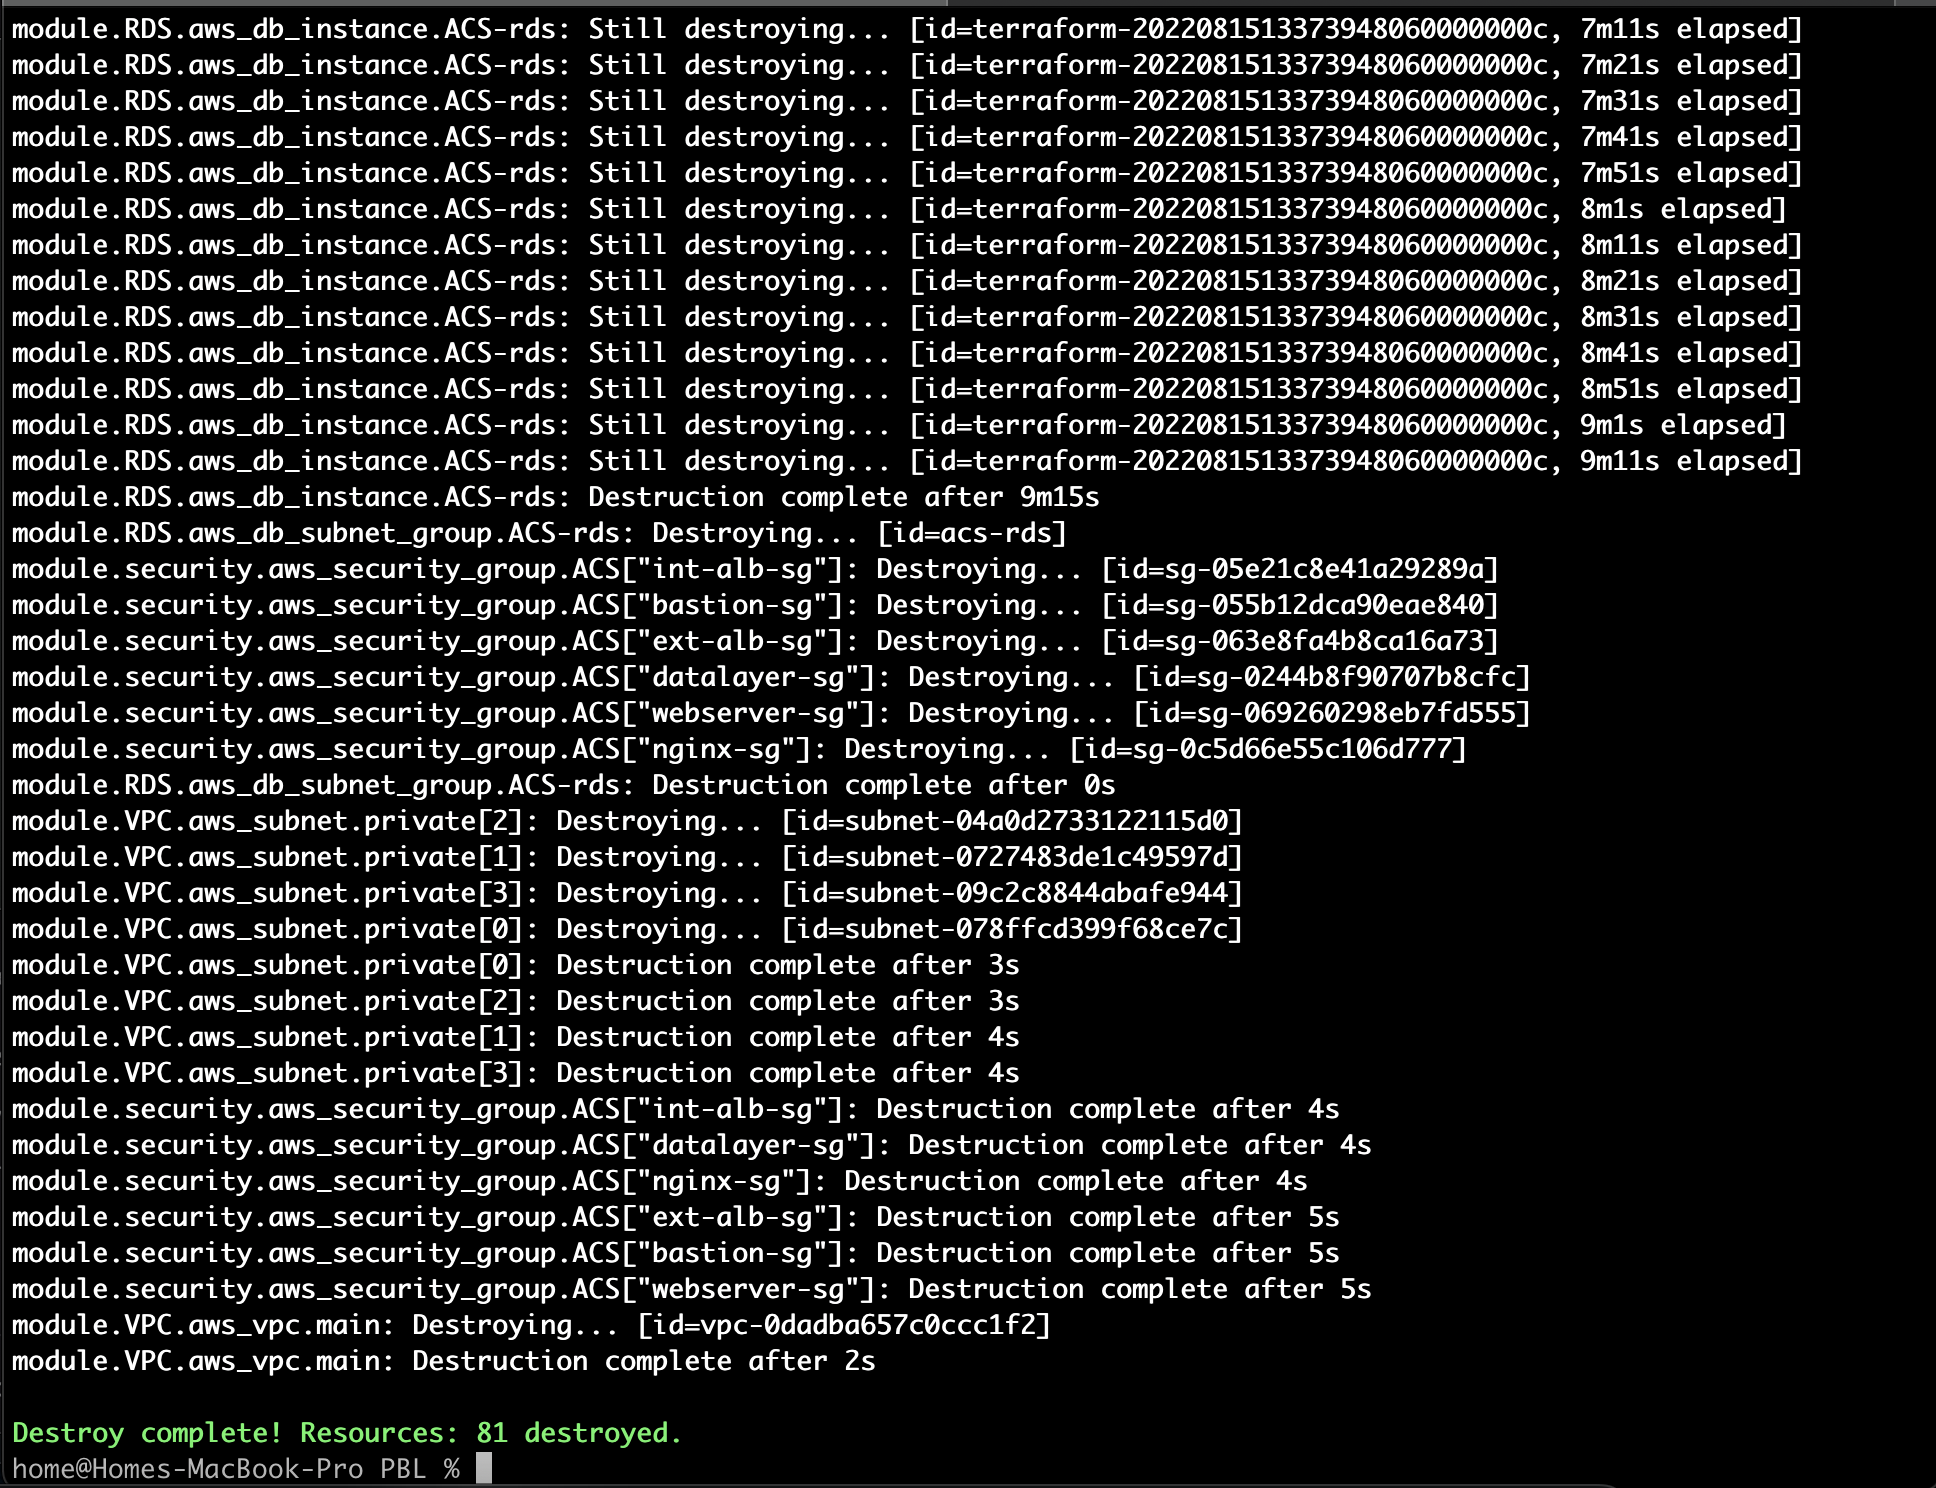 module.RDS.aws_db_instance.ACS-rds: Still destroying... [id=terraform-20220815133739480600000000c, 7m11s elapsed]
module.RDS.aws_db_instance.ACS-rds: Still destroying... [id=terraform-20220815133739480600000000c, 7m21s elapsed]
module.RDS.aws_db_instance.ACS-rds: Still destroying... [id=terraform-20220815133739480600000000c, 7m31s elapsed]
module.RDS.aws_db_instance.ACS-rds: Still destroying... [id=terraform-20220815133739480600000000c, 7m41s elapsed]
module.RDS.aws_db_instance.ACS-rds: Still destroying... [id=terraform-20220815133739480600000000c, 7m51s elapsed]
module.RDS.aws_db_instance.ACS-rds: Still destroying... [id=terraform-20220815133739480600000000c, 8m1s elapsed]
module.RDS.aws_db_instance.ACS-rds: Still destroying... [id=terraform-20220815133739480600000000c, 8m11s elapsed]
module.RDS.aws_db_instance.ACS-rds: Still destroying... [id=terraform-20220815133739480600000000c, 8m21s elapsed]
module.RDS.aws_db_instance.ACS-rds: Still destroying... [id=terraform-20220815133739480600000000c, 8m31s elapsed]
module.RDS.aws_db_instance.ACS-rds: Still destroying... [id=terraform-20220815133739480600000000c, 8m41s elapsed]
module.RDS.aws_db_instance.ACS-rds: Still destroying... [id=terraform-20220815133739480600000000c, 8m51s elapsed]
module.RDS.aws_db_instance.ACS-rds: Still destroying... [id=terraform-20220815133739480600000000c, 9m1s elapsed]
module.RDS.aws_db_instance.ACS-rds: Still destroying... [id=terraform-20220815133739480600000000c, 9m11s elapsed]
module.RDS.aws_db_instance.ACS-rds: Destruction complete after 9m15s
module.RDS.aws_db_subnet_group.ACS-rds: Destroying... [id=acs-rds]
module.security.aws_security_group.ACS["int-alb-sg"]: Destroying... [id=sg-05e21c8e41a29289a]
module.security.aws_security_group.ACS["bastion-sg"]: Destroying... [id=sg-055b12dca90eae840]
module.security.aws_security_group.ACS["ext-alb-sg"]: Destroying... [id=sg-063e8fa4b8ca16a73]
module.security.aws_security_group.ACS["datalayer-sg"]: Destroying... [id=sg-0244b8f90707b8cfc]
module.security.aws_security_group.ACS["webserver-sg"]: Destroying... [id=sg-069260298eb7fd555]
module.security.aws_security_group.ACS["nginx-sg"]: Destroying... [id=sg-0c5d66e55c106d777]
module.RDS.aws_db_subnet_group.ACS-rds: Destruction complete after 0s
module.VPC.aws_subnet.private[2]: Destroying... [id=subnet-04a0d2733122115d0]
module.VPC.aws_subnet.private[1]: Destroying... [id=subnet-0727483de1c49597d]
module.VPC.aws_subnet.private[3]: Destroying... [id=subnet-09c2c8844abafe944]
module.VPC.aws_subnet.private[0]: Destroying... [id=subnet-078ffcd399f68ce7c]
module.VPC.aws_subnet.private[0]: Destruction complete after 3s
module.VPC.aws_subnet.private[2]: Destruction complete after 3s
module.VPC.aws_subnet.private[1]: Destruction complete after 4s
module.VPC.aws_subnet.private[3]: Destruction complete after 4s
module.security.aws_security_group.ACS["int-alb-sg"]: Destruction complete after 4s
module.security.aws_security_group.ACS["datalayer-sg"]: Destruction complete after 4s
module.security.aws_security_group.ACS["nginx-sg"]: Destruction complete after 4s
module.security.aws_security_group.ACS["ext-alb-sg"]: Destruction complete after 5s
module.security.aws_security_group.ACS["bastion-sg"]: Destruction complete after 5s
module.security.aws_security_group.ACS["webserver-sg"]: Destruction complete after 5s
module.VPC.aws_vpc.main: Destroying... [id=vpc-0dadba657c0ccc1f2]
module.VPC.aws_vpc.main: Destruction complete after 2s
Destroy complete! Resources: 81 destroyed.
home@Homes-MacBook-Pro PBL %